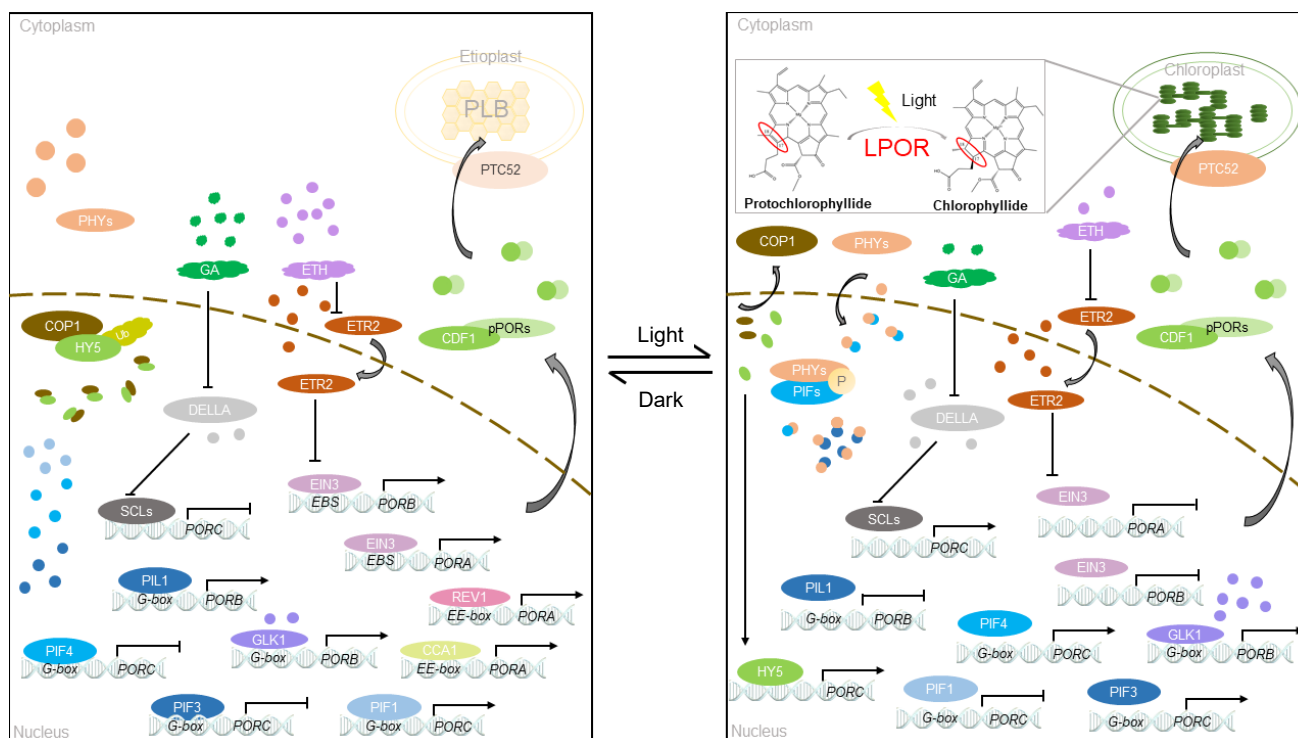 Cytoplasm
Etioplast
PLB
PTC52
PHYs
GA
ETH
COP1
Ub
HY5
ETR2
CDF1
pPORs
ETR2
DELLA
SCLs
PORC
EIN3
EBS
PORB
EIN3
EBS
PORA
PIL1
G-box
PORB
REV1
EE-box
PORA
PIF4
G-box
PORC
GLK1
G-box
PORB
CCA1
EE-box
PORA
PIF3
G-box
PORC
PIF1
G-box
PORC
Nucleus
Light
Dark
Cytoplasm
Light
LPOR
Protochlorophyllide
Chlorophyllide
Chloroplast
PTC52
COP1
PHYs
GA
ETH
ETR2
CDF1
pPORs
PHYs
P
PIFs
DELLA
ETR2
SCLs
PORC
EIN3
PORA
EIN3
PORB
PIL1
G-box
PORB
PIF4
G-box
PORC
GLK1
G-box
PORB
HY5
PORC
PIF1
G-box
PORC
PIF3
G-box
PORC
Nucleus